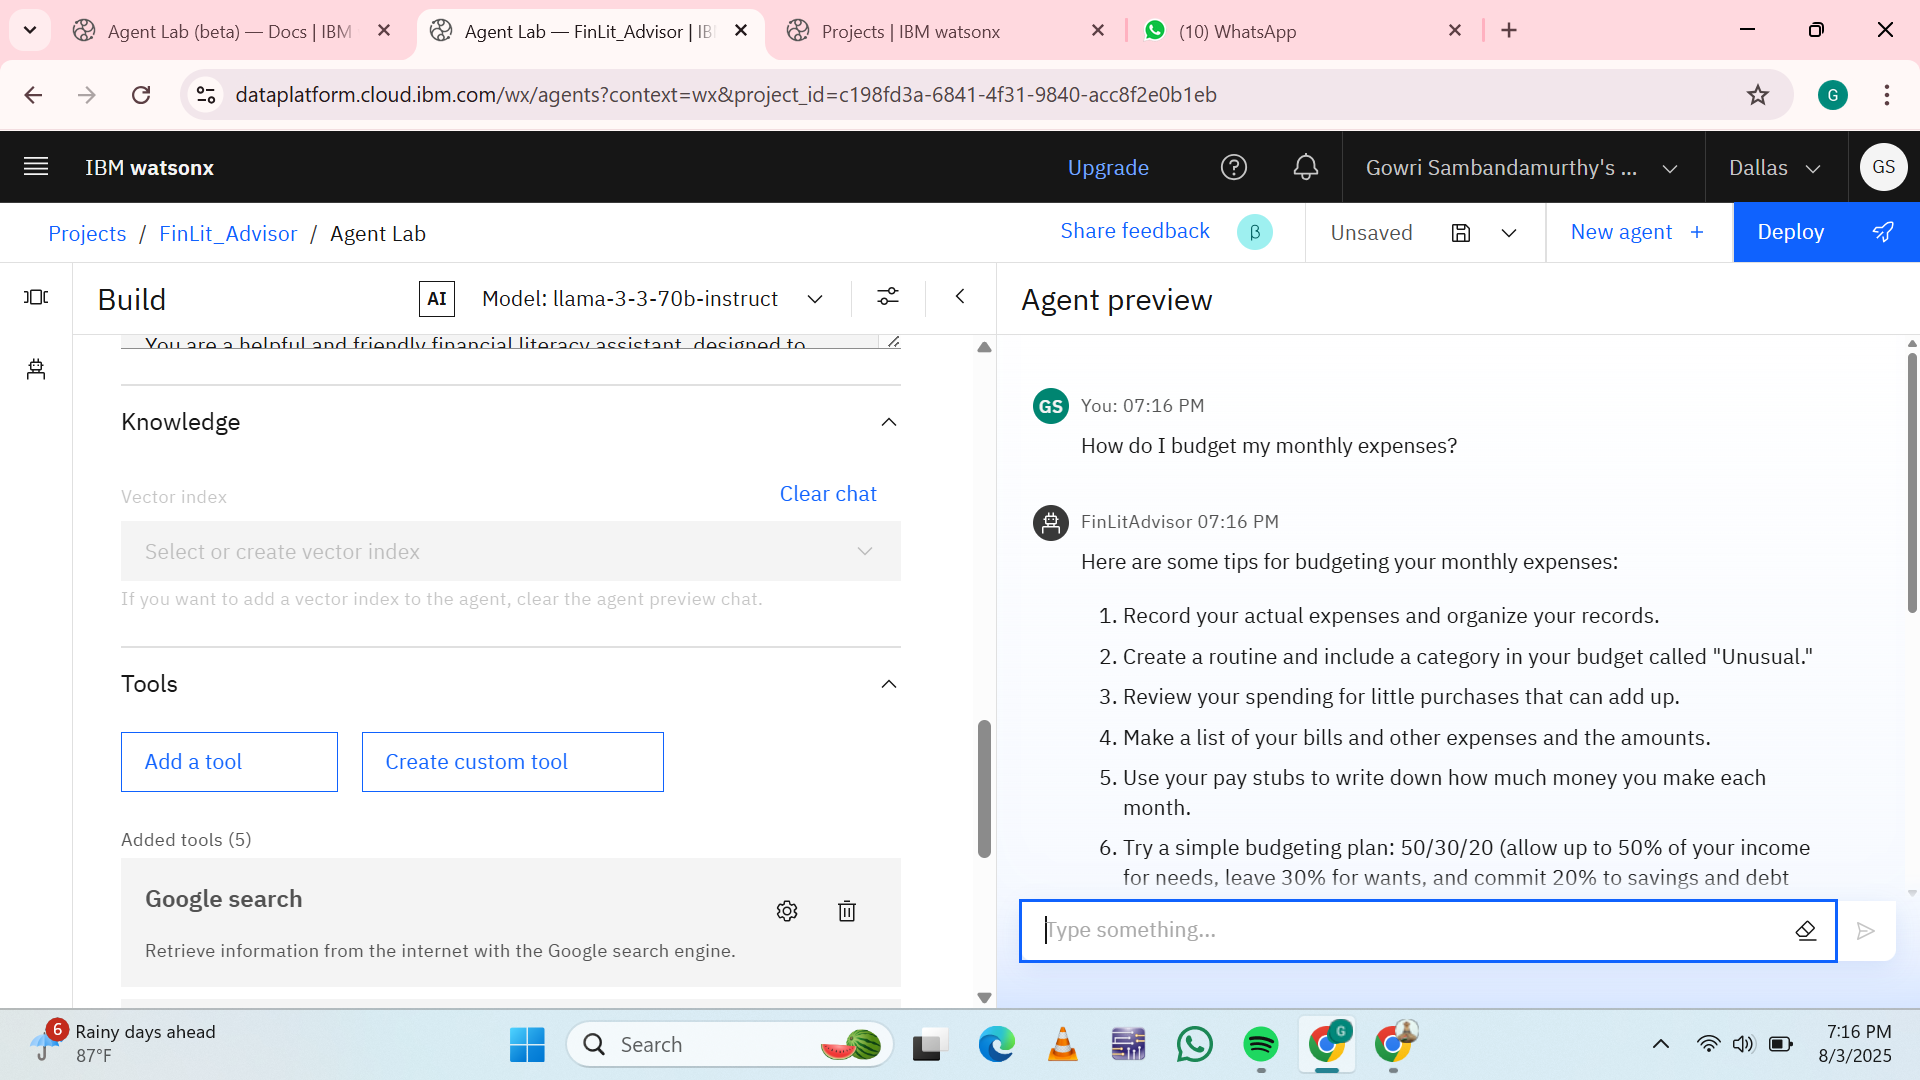 Agent Lab (beta) — Docs | IBM
Agent Lab — FinLit_Advisor | IB
Projects | IBM watsonx
(10) WhatsApp
dataplatform.cloud.ibm.com/wx/agents?context=wx&project_id=c198fd3a-6841-4f31-9840-acc8f2e0b1eb
G
IBM watsonx
Upgrade
Gowri Sambandamurthy's ...
Dallas
GS
Projects / FinLit_Advisor / Agent Lab
Share feedback
β
Unsaved
New agent +
Deploy
Build
AI
Model: llama-3-3-70b-instruct
You are a helpful and friendly financial literacy assistant, designed to
Knowledge
Vector index
Clear chat
Select or create vector index
If you want to add a vector index to the agent, clear the agent preview chat.
Tools
Add a tool
Create custom tool
Added tools (5)
Google search
Retrieve information from the internet with the Google search engine.
Agent preview
GS
You: 07:16 PM
How do I budget my monthly expenses?
FinLitAdvisor 07:16 PM
Here are some tips for budgeting your monthly expenses:
1. Record your actual expenses and organize your records.
2. Create a routine and include a category in your budget called "Unusual."
3. Review your spending for little purchases that can add up.
4. Make a list of your bills and other expenses and the amounts.
5. Use your pay stubs to write down how much money you make each
month.
6. Try a simple budgeting plan: 50/30/20 (allow up to 50% of your income
for needs, leave 30% for wants, and commit 20% to savings and debt
Type something...
6
Rainy days ahead
87°F
Search
G
7:16 PM
8/3/2025